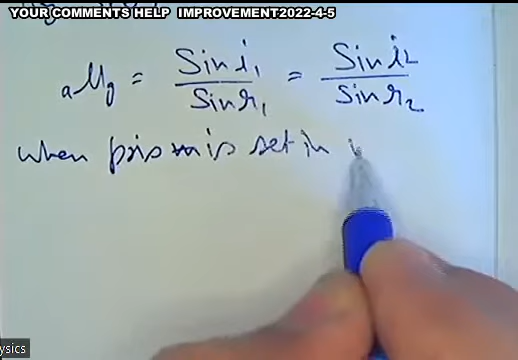 YOUR COMMENTS HELP IMPROVEMENT2022-4-5
aμg = Sin i1 / Sin r1 = Sin i2 / Sin r2
when prism is set in
ysics